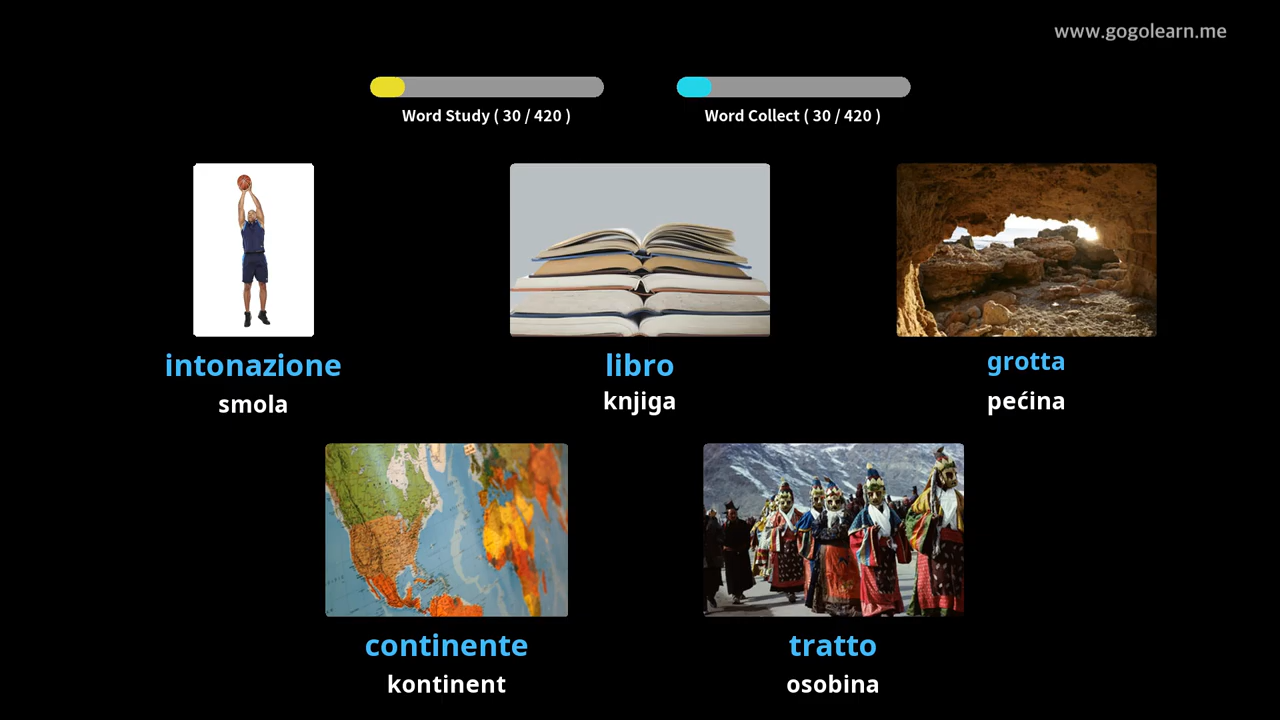 www.gogolearn.me
Word Study ( 30 / 420 )
Word Collect ( 30 / 420 )
intonazione
smola
libro
knjiga
grotta
pećina
continente
kontinent
tratto
osobina